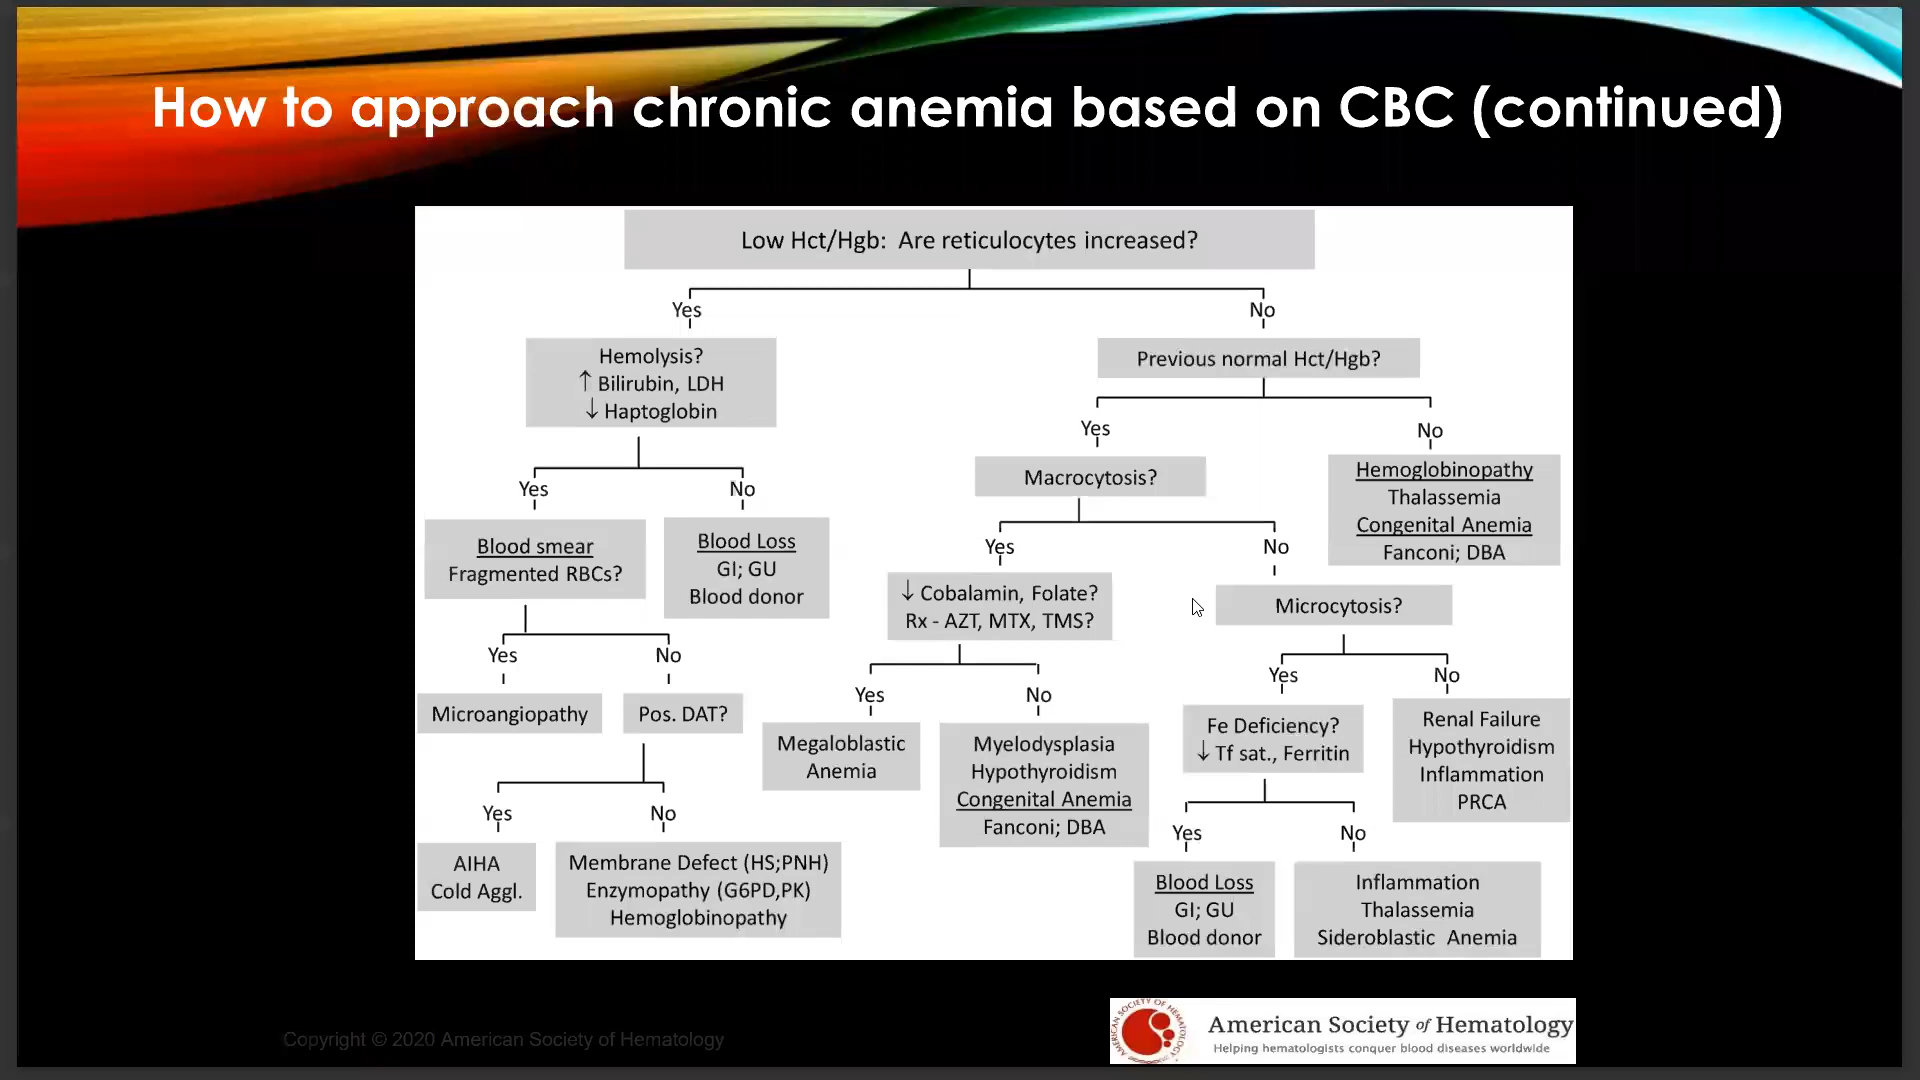 How to approach chronic anemia based on CBC (continued)
Low Hct/Hgb: Are reticulocytes increased?
Yes
No
Hemolysis?
↑ Bilirubin, LDH
↓ Haptoglobin
Previous normal Hct/Hgb?
Yes
No
Yes
No
Macrocytosis?
Hemoglobinopathy
Thalassemia
Congenital Anemia
Fanconi; DBA
Blood smear
Fragmented RBCs?
Blood Loss
GI; GU
Blood donor
Yes
No
↓ Cobalamin, Folate?
Rx - AZT, MTX, TMS?
Microcytosis?
Yes
No
Yes
No
Yes
No
Microangiopathy
Pos. DAT?
Megaloblastic
Anemia
Myelodysplasia
Hypothyroidism
Congenital Anemia
Fanconi; DBA
Fe Deficiency?
↓ Tf sat., Ferritin
Renal Failure
Hypothyroidism
Inflammation
PRCA
Yes
No
Yes
No
AIHA
Cold Aggl.
Membrane Defect (HS;PNH)
Enzymopathy (G6PD,PK)
Hemoglobinopathy
Blood Loss
GI; GU
Blood donor
Inflammation
Thalassemia
Sideroblastic Anemia
Copyright © 2020 American Society of Hematology
AMERICAN SOCIETY OF HEMATOLOGY
American Society of Hematology
Helping hematologists conquer blood diseases worldwide